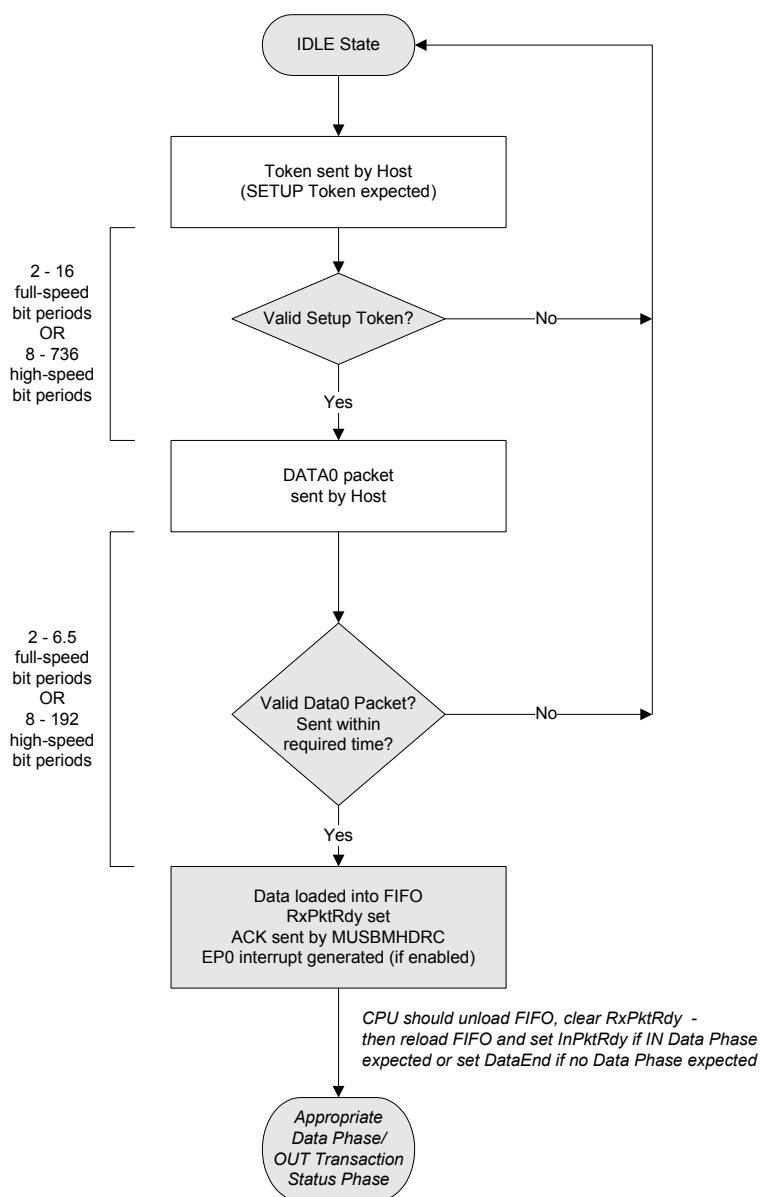 IDLE State
Token sent by Host
(SETUP Token expected)
2 - 16
full-speed
bit periods
OR
8 - 736
high-speed
bit periods
Valid Setup Token?
No
Yes
DATA0 packet
sent by Host
2 - 6.5
full-speed
bit periods
OR
8 - 192
high-speed
bit periods
Valid Data0 Packet?
Sent within
required time?
No
Yes
Data loaded into FIFO
RxPktRdy set
ACK sent by MUSBMHDRC
EP0 interrupt generated (if enabled)
CPU should unload FIFO, clear RxPktRdy -
then reload FIFO and set InPktRdy if IN Data Phase
expected or set DataEnd if no Data Phase expected
Appropriate
Data Phase/
OUT Transaction
Status Phase